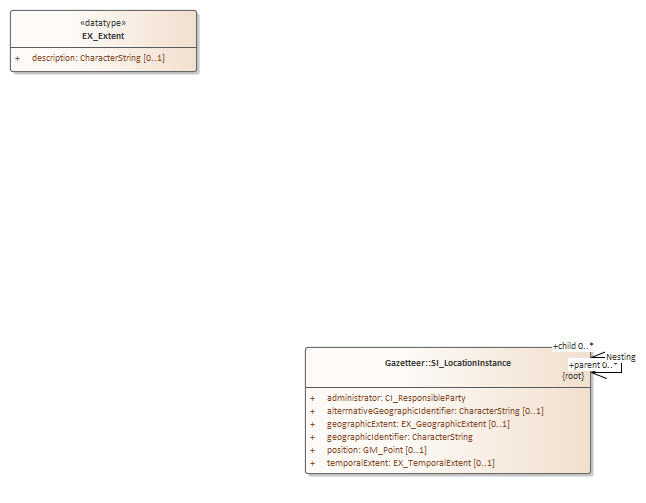 «datatype»
EX_Extent
+ description: CharacterString [0..1]
+child 0..*
Nesting
Gazetteer::SI_LocationInstance
+parent 0..*
{root}
+ administrator: CI_ResponsibleParty
+ alternativeGeographicIdentifier: CharacterString [0..1]
+ geographicExtent: EX_GeographicExtent [0..1]
+ geographicIdentifier: CharacterString
+ position: GM_Point [0..1]
+ temporalExtent: EX_TemporalExtent [0..1]